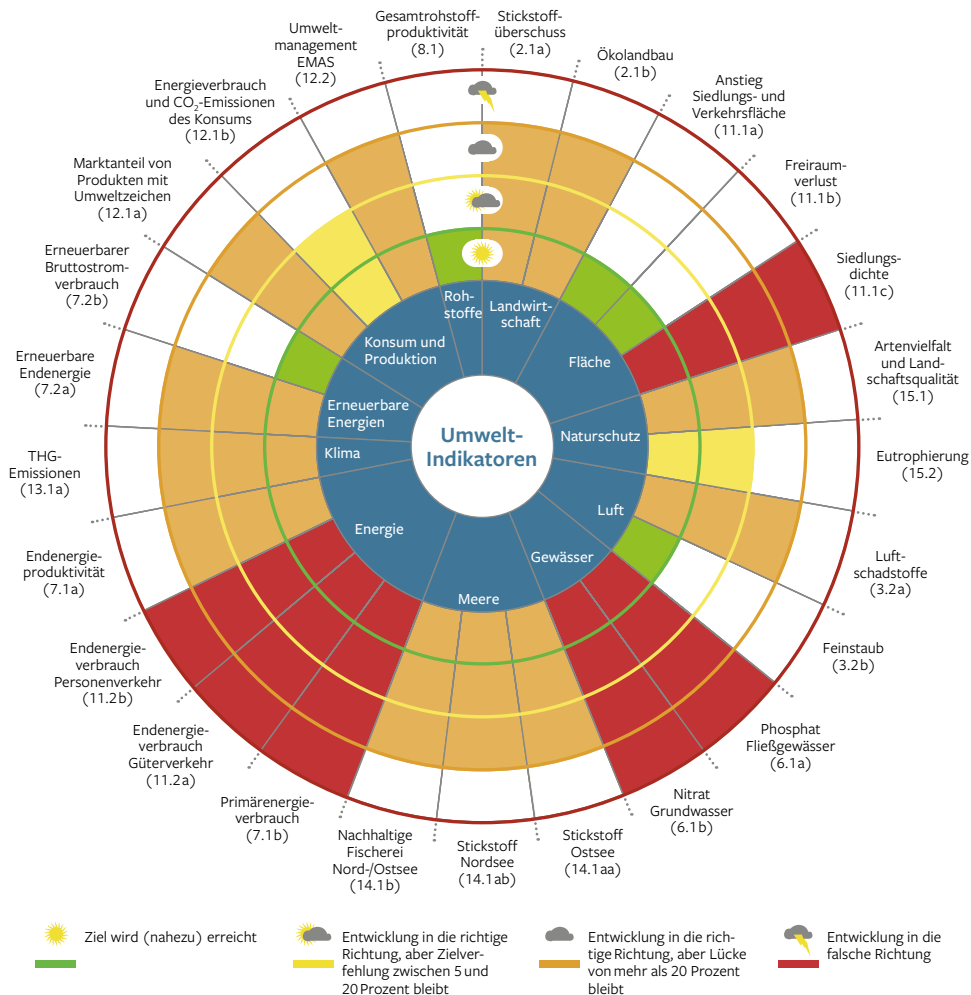 Gesamtrohstoff-
produktivität
(8.1)
Stickstoff-
überschuss
(2.1a)
Ökolandbau
(2.1b)
Anstieg
Siedlungs- und
Verkehrsfläche
(11.1a)
Freiraum-
verlust
(11.1b)
Siedlungs-
dichte
(11.1c)
Artenvielfalt
und Land-
schaftsqualität
(15.1)
Eutrophierung
(15.2)
Luft-
schadstoffe
(3.2a)
Feinstaub
(3.2b)
Phosphat
Fließgewässer
(6.1a)
Nitrat
Grundwasser
(6.1b)
Stickstoff
Ostsee
(14.1aa)
Stickstoff
Nordsee
(14.1ab)
Nachhaltige
Fischerei
Nord-/Ostsee
(14.1b)
Primärenergie-
verbrauch
(7.1b)
Endenergie-
verbrauch
Güterverkehr
(11.2a)
Endenergie-
verbrauch
Personenverkehr
(11.2b)
Endenergie-
produktivität
(7.1a)
THG-
Emissionen
(13.1a)
Erneuerbare
Endenergie
(7.2a)
Erneuerbarer
Bruttostrom-
verbrauch
(7.2b)
Marktanteil von
Produkten mit
Umweltzeichen
(12.1a)
Energieverbrauch
und CO₂-Emissionen
des Konsums
(12.1b)
Umwelt-
management
EMAS
(12.2)
Roh-
stoffe
Landwirt-
schaft
Fläche
Naturschutz
Luft
Gewässer
Meere
Energie
Klima
Erneuerbare
Energien
Konsum und
Produktion
Umwelt-
Indikatoren
Ziel wird (nahezu) erreicht
Entwicklung in die richtige
Richtung, aber Zielver-
fehlung zwischen 5 und
20 Prozent bleibt
Entwicklung in die rich-
tige Richtung, aber Lücke
von mehr als 20 Prozent
bleibt
Entwicklung in die
falsche Richtung